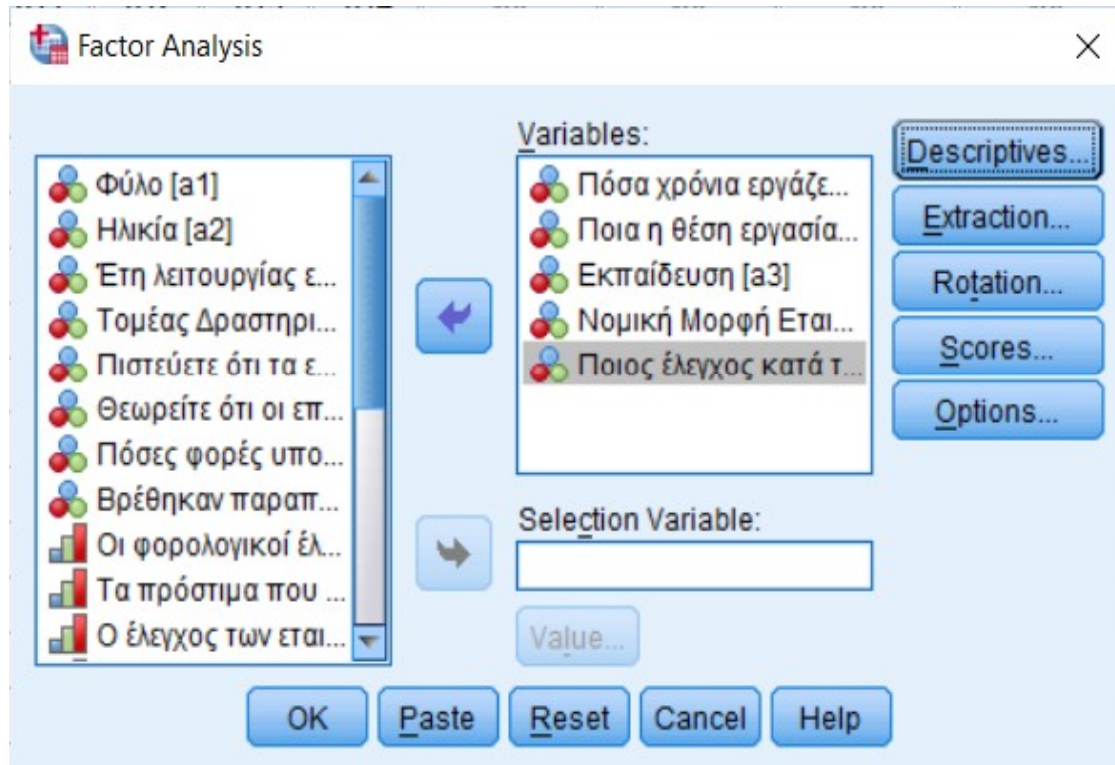 Factor Analysis
Φύλο [a1]
Ηλικία [a2]
Έτη λειτουργίας ε...
Τομέας Δραστηρι...
Πιστεύετε ότι τα ε...
Θεωρείτε ότι οι επ...
Πόσες φορές υπο...
Βρέθηκαν παραπ...
Οι φορολογικοί έλ...
Τα πρόστιμα που ...
Ο έλεγχος των εται...
Variables:
Πόσα χρόνια εργάζε...
Ποια η θέση εργασία...
Εκπαίδευση [a3]
Νομική Μορφή Εται...
Ποιος έλεγχος κατά τ...
Selection Variable:
Value...
Descriptives...
Extraction...
Rotation...
Scores...
Options...
OK
Paste
Reset
Cancel
Help